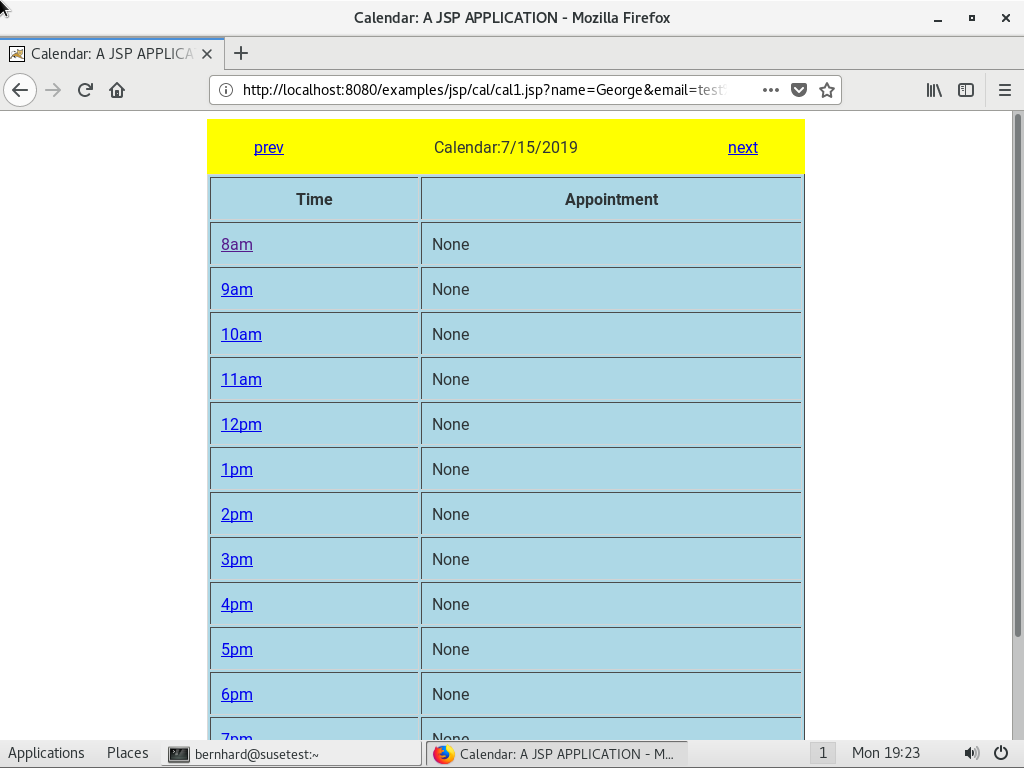 Calendar: A JSP APPLICATION - Mozilla Firefox
Calendar: A JSP APPLICA
http://localhost:8080/examples/jsp/cal/cal1.jsp?name=George&email=test
prev Calendar:7/15/2019 next
Time Appointment
8am None
9am None
10am None
11am None
12pm None
1pm None
2pm None
3pm None
4pm None
5pm None
6pm None
7pm None
Applications Places bernhard@susetest:~ Calendar: A JSP APPLICATION - M... 1 Mon 19:23